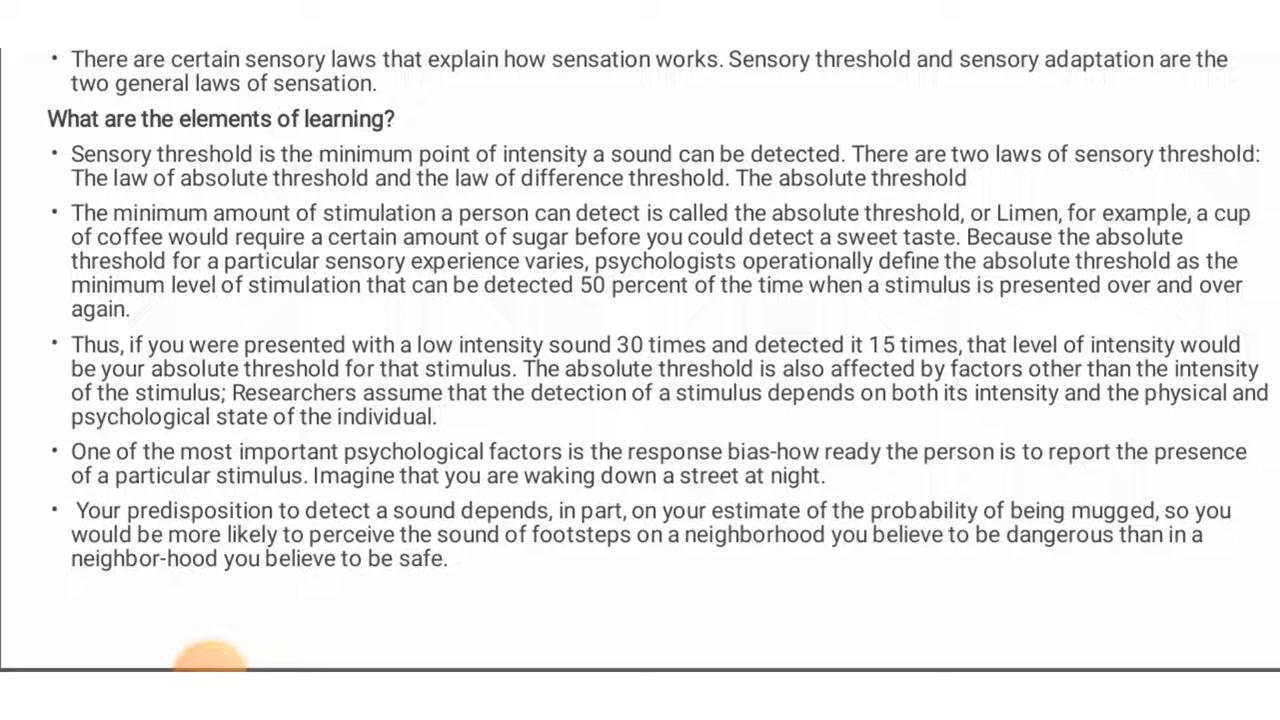 • There are certain sensory laws that explain how sensation works. Sensory threshold and sensory adaptation are the
two general laws of sensation.
What are the elements of learning?
• Sensory threshold is the minimum point of intensity a sound can be detected. There are two laws of sensory threshold:
The law of absolute threshold and the law of difference threshold. The absolute threshold
• The minimum amount of stimulation a person can detect is called the absolute threshold, or Limen, for example, a cup
of coffee would require a certain amount of sugar before you could detect a sweet taste. Because the absolute
threshold for a particular sensory experience varies, psychologists operationally define the absolute threshold as the
minimum level of stimulation that can be detected 50 percent of the time when a stimulus is presented over and over
again.
• Thus, if you were presented with a low intensity sound 30 times and detected it 15 times, that level of intensity would
be your absolute threshold for that stimulus. The absolute threshold is also affected by factors other than the intensity
of the stimulus; Researchers assume that the detection of a stimulus depends on both its intensity and the physical and
psychological state of the individual.
• One of the most important psychological factors is the response bias-how ready the person is to report the presence
of a particular stimulus. Imagine that you are waking down a street at night.
• Your predisposition to detect a sound depends, in part, on your estimate of the probability of being mugged, so you
would be more likely to perceive the sound of footsteps on a neighborhood you believe to be dangerous than in a
neighbor-hood you believe to be safe.